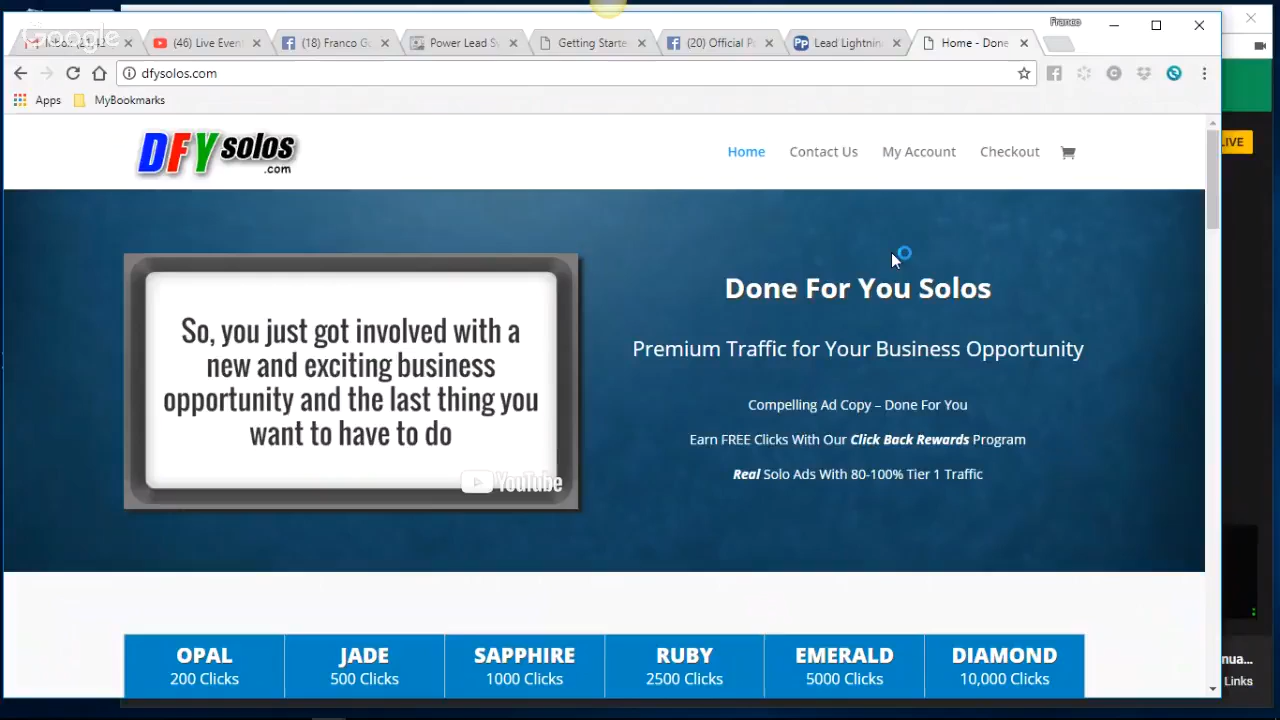 Google
Franco
(46) Live Even
(18) Franco G
Power Lead S
Getting Starte
(20) Official P
Lead Lightnin
Home - Done
dfysolos.com
Apps
MyBookmarks
DFYsolos
.com
Home
Contact Us
My Account
Checkout
LIVE
So, you just got involved with a
new and exciting business
opportunity and the last thing you
want to have to do
YouTube
Done For You Solos
Premium Traffic for Your Business Opportunity
Compelling Ad Copy – Done For You
Earn FREE Clicks With Our Click Back Rewards Program
Real Solo Ads With 80-100% Tier 1 Traffic
OPAL
200 Clicks
JADE
500 Clicks
SAPPHIRE
1000 Clicks
RUBY
2500 Clicks
EMERALD
5000 Clicks
DIAMOND
10,000 Clicks
nua...
Links